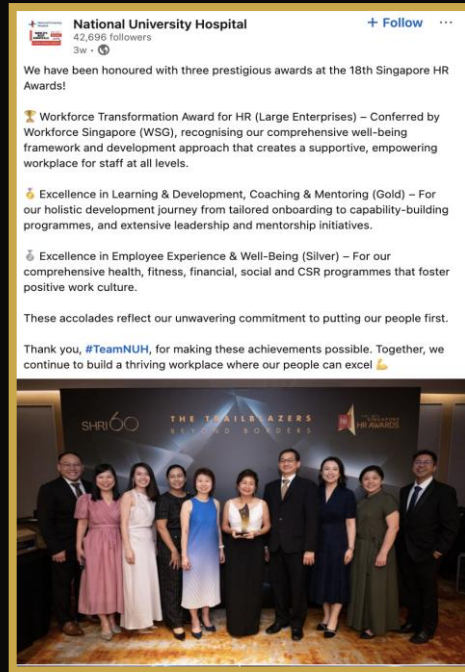 National University Hospital
+ Follow ...
42,696 followers
3w •
We have been honoured with three prestigious awards at the 18th Singapore HR
Awards!
🏆 Workforce Transformation Award for HR (Large Enterprises) – Conferred by
Workforce Singapore (WSG), recognising our comprehensive well-being
framework and development approach that creates a supportive, empowering
workplace for staff at all levels.
🥇 Excellence in Learning & Development, Coaching & Mentoring (Gold) – For
our holistic development journey from tailored onboarding to capability-building
programmes, and extensive leadership and mentorship initiatives.
🥈 Excellence in Employee Experience & Well-Being (Silver) – For our
comprehensive health, fitness, financial, social and CSR programmes that foster
positive work culture.
These accolades reflect our unwavering commitment to putting our people first.
Thank you, #TeamNUH, for making these achievements possible. Together, we
continue to build a thriving workplace where our people can excel 💪
SHRI 60
THE TRAILBLAZERS
BEYOND BORDERS
SINGAPORE
HR AWARDS